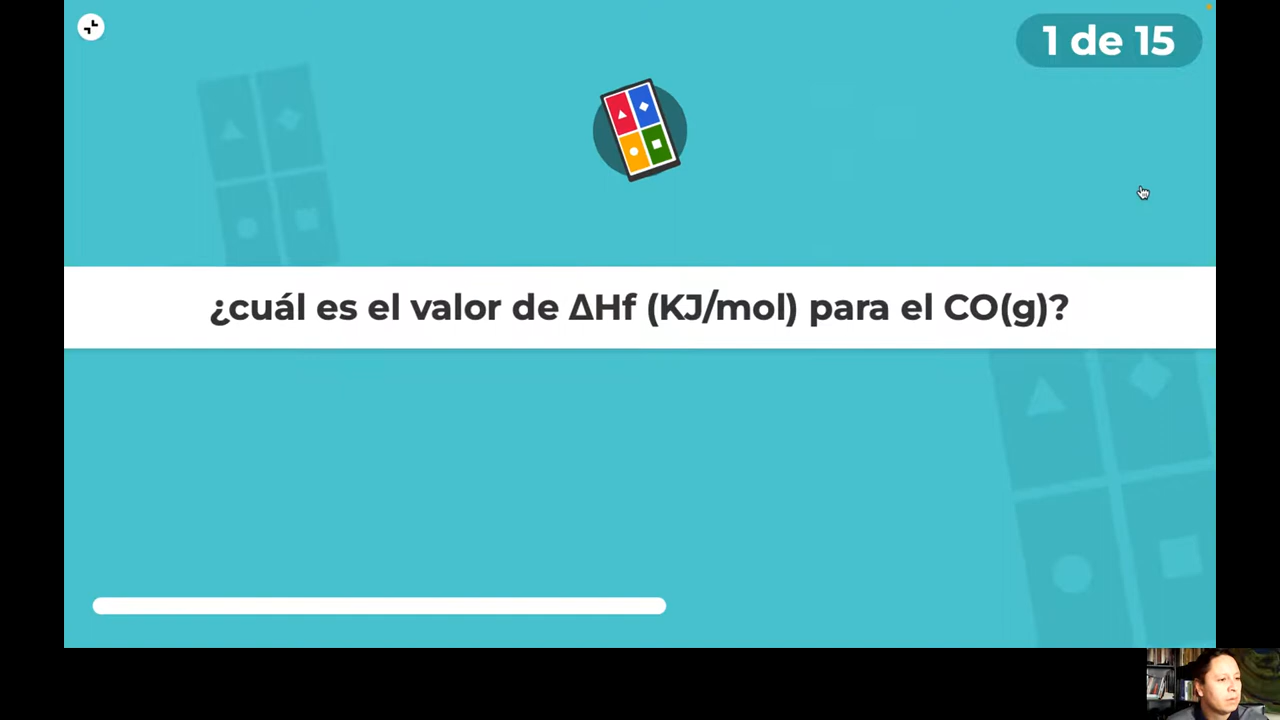 1 de 15
¿cuál es el valor de ΔHf (KJ/mol) para el CO(g)?